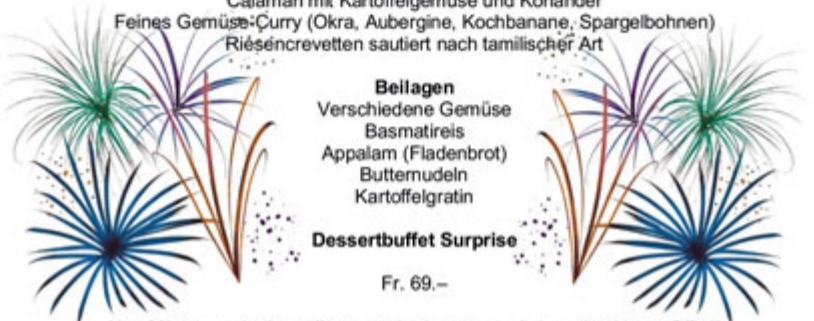 Calamari mit Kartoffelgemüse und Koriander
Feines Gemüse-Curry (Okra, Aubergine, Kochbanane, Spargelbohnen)
Riesencrevetten sautiert nach tamilischer Art
Beilagen
Verschiedene Gemüse
Basmatireis
Appalam (Fladenbrot)
Butternudeln
Kartoffelgratin
Dessertbuffet Surprise
Fr. 69.–